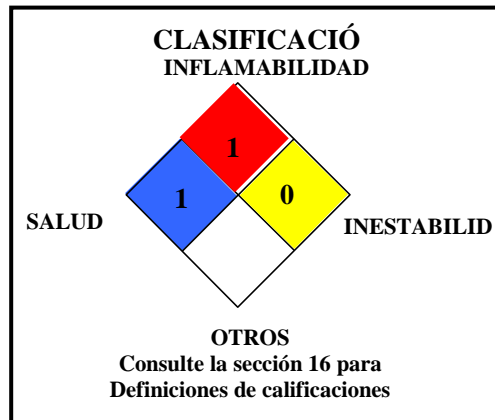 CLASIFICACIÓ
INFLAMABILIDAD
1
1
0
SALUD
INESTABILID
OTROS
Consulte la sección 16 para
Definiciones de calificaciones